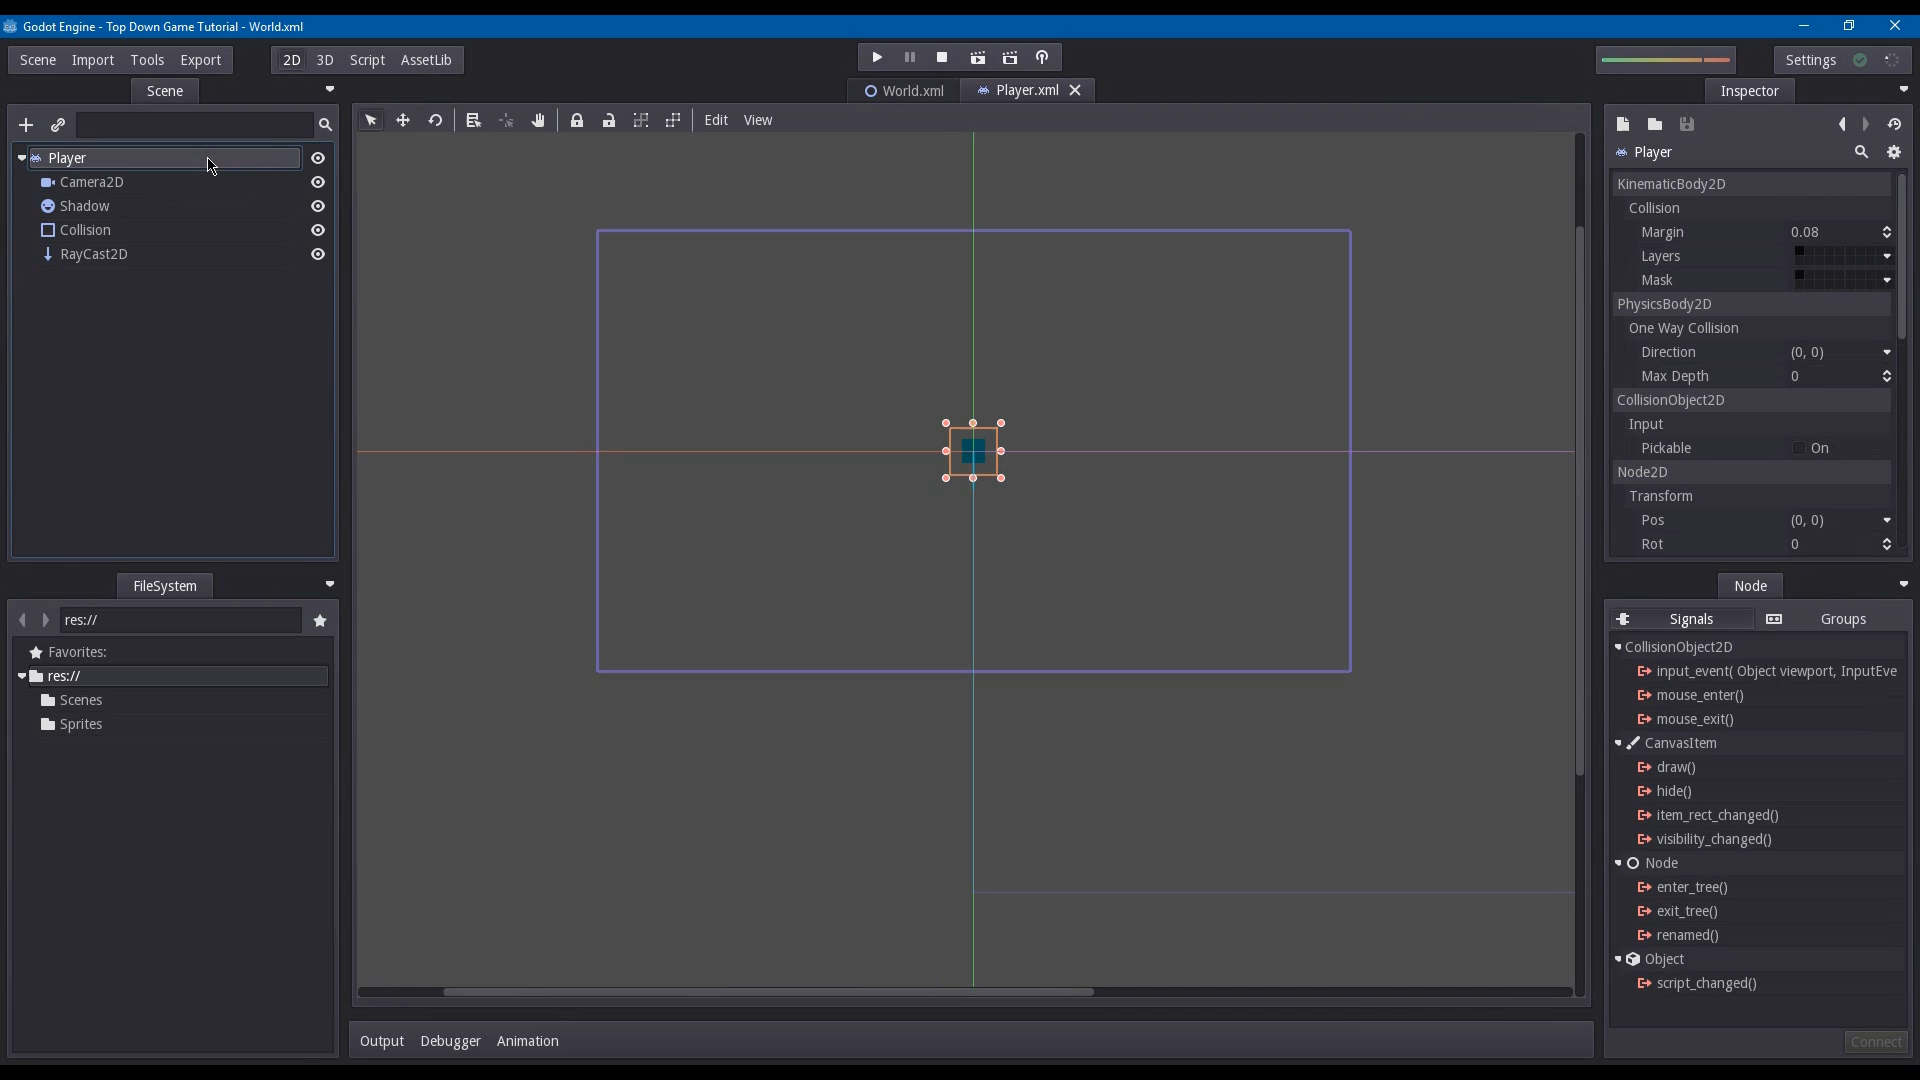 Godot Engine - Top Down Game Tutorial - World.xml
Scene Import Tools Export 2D 3D Script AssetLib Settings
Scene World.xml Player.xml Inspector
Edit View
Player
Player
Camera2D
Shadow
Collision
RayCast2D
KinematicBody2D
Collision
Margin 0.08
Layers
Mask
PhysicsBody2D
One Way Collision
Direction (0, 0)
Max Depth 0
CollisionObject2D
Input
Pickable On
Node2D
Transform
Pos (0, 0)
Rot 0
FileSystem
res://
Favorites:
res://
Scenes
Sprites
Node
Signals Groups
CollisionObject2D
input_event( Object viewport, InputEve
mouse_enter()
mouse_exit()
CanvasItem
draw()
hide()
item_rect_changed()
visibility_changed()
Node
enter_tree()
exit_tree()
renamed()
Object
script_changed()
Connect
Output Debugger Animation